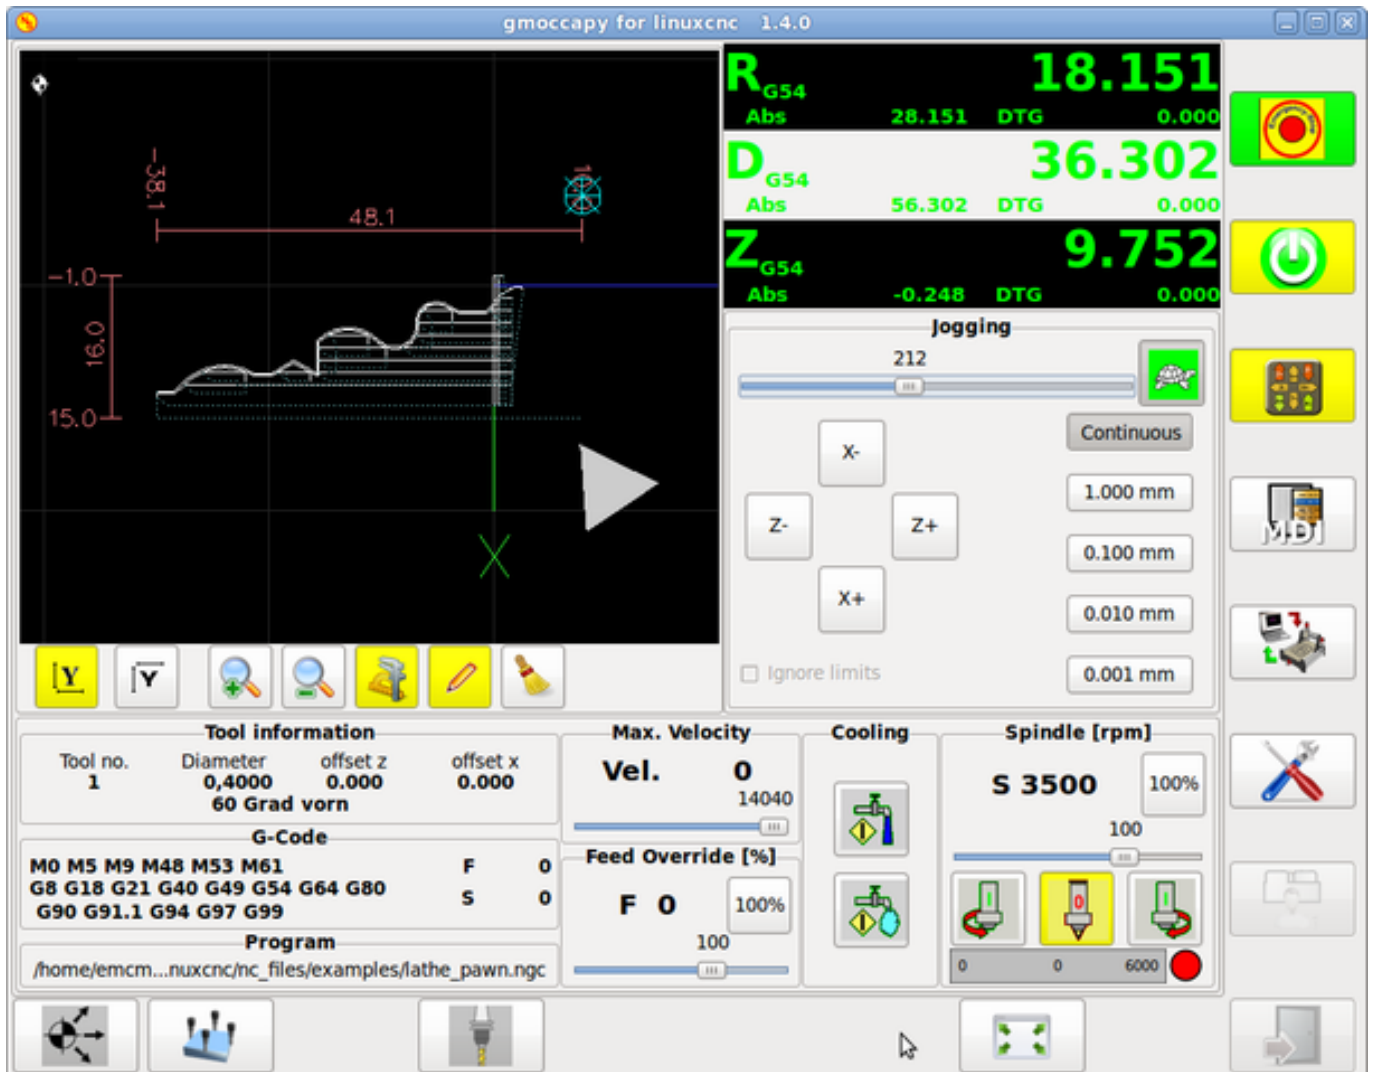 gmoccapy for linuxcnc 1.4.0
R G54 18.151
Abs 28.151 DTG 0.000
D G54 36.302
Abs 56.302 DTG 0.000
Z G54 9.752
Abs -0.248 DTG 0.000
-38.1
48.1
-1.0
16.0
15.0
X
Jogging
212
Continuous
X-
1.000 mm
Z- Z+
0.100 mm
X+
0.010 mm
Ignore limits
0.001 mm
MDI
Y Y
Tool information
Tool no. Diameter offset z offset x
1 0,4000 0.000 0.000
60 Grad vorn
G-Code
M0 M5 M9 M48 M53 M61
G8 G18 G21 G40 G49 G54 G64 G80
G90 G91.1 G94 G97 G99
F 0
S 0
Program
/home/emcm...nuxcnc/nc_files/examples/lathe_pawn.ngc
Max. Velocity
Vel. 0
14040
Feed Override [%]
F 0 100%
100
Cooling
Spindle [rpm]
S 3500 100%
100
I 0 I
0 0 6000